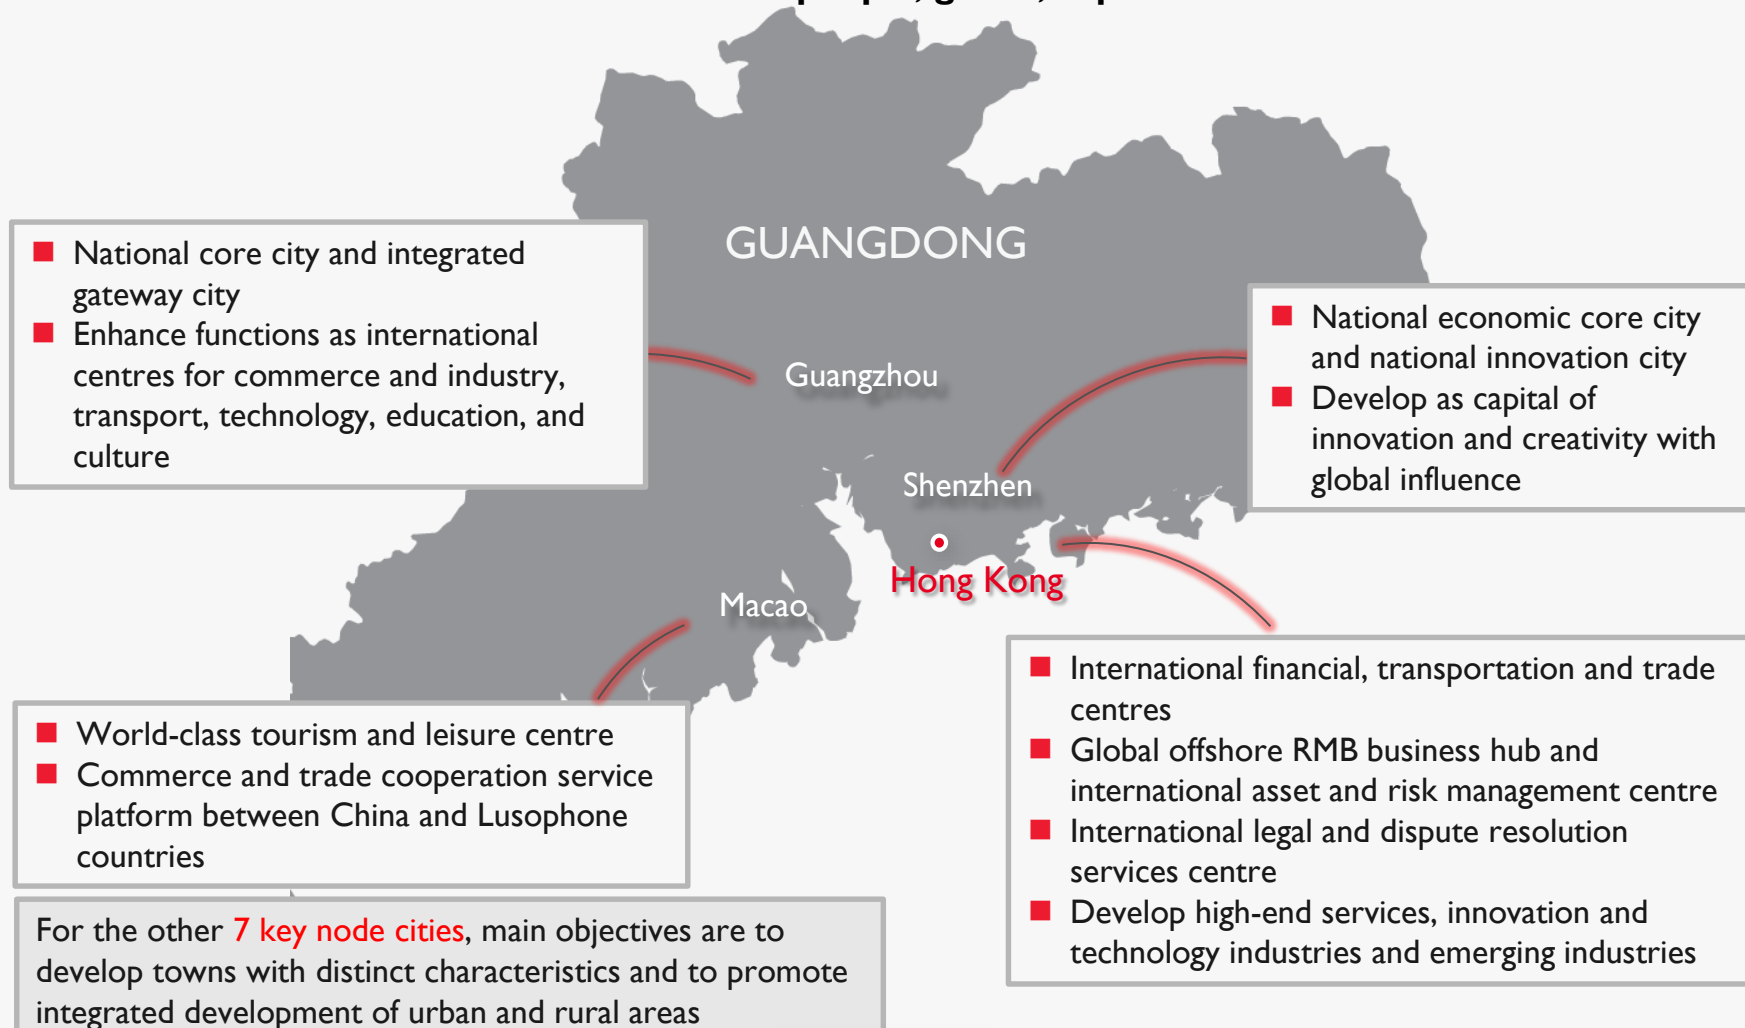 GUANGDONG
■ National core city and integrated
gateway city
■ Enhance functions as international
centres for commerce and industry,
transport, technology, education, and
culture
Guangzhou
■ National economic core city
and national innovation city
■ Develop as capital of
innovation and creativity with
global influence
Shenzhen
Hong Kong
Macao
■ World-class tourism and leisure centre
■ Commerce and trade cooperation service
platform between China and Lusophone
countries
■ International financial, transportation and trade
centres
■ Global offshore RMB business hub and
international asset and risk management centre
■ International legal and dispute resolution
services centre
■ Develop high-end services, innovation and
technology industries and emerging industries
For the other 7 key node cities, main objectives are to
develop towns with distinct characteristics and to promote
integrated development of urban and rural areas